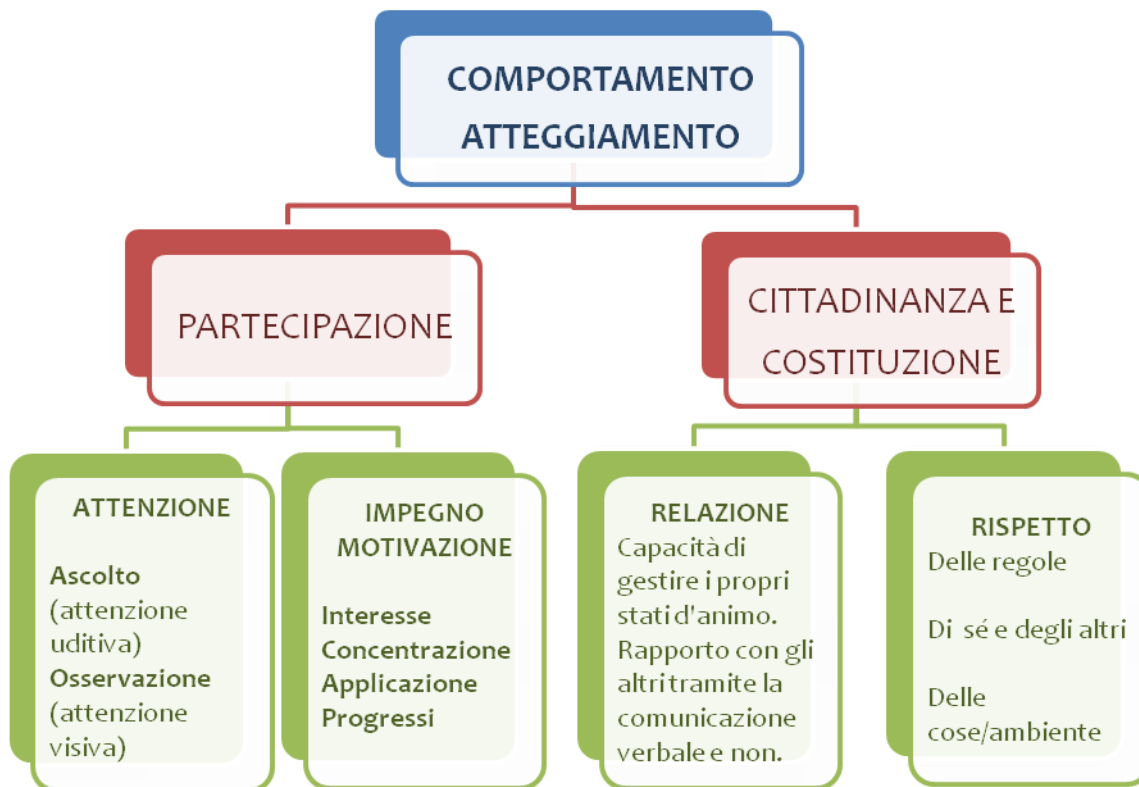 COMPORTAMENTO
ATTEGGIAMENTO
PARTECIPAZIONE
CITTADINANZA E
COSTITUZIONE
ATTENZIONE
Ascolto
(attenzione
uditiva)
Osservazione
(attenzione
visiva)
IMPEGNO
MOTIVAZIONE
Interesse
Concentrazione
Applicazione
Progressi
RELAZIONE
Capacità di
gestire i propri
stati d'animo.
Rapporto con gli
altri tramite la
comunicazione
verbale e non.
RISPETTO
Delle regole
Di sé e degli altri
Delle
cose/ambiente